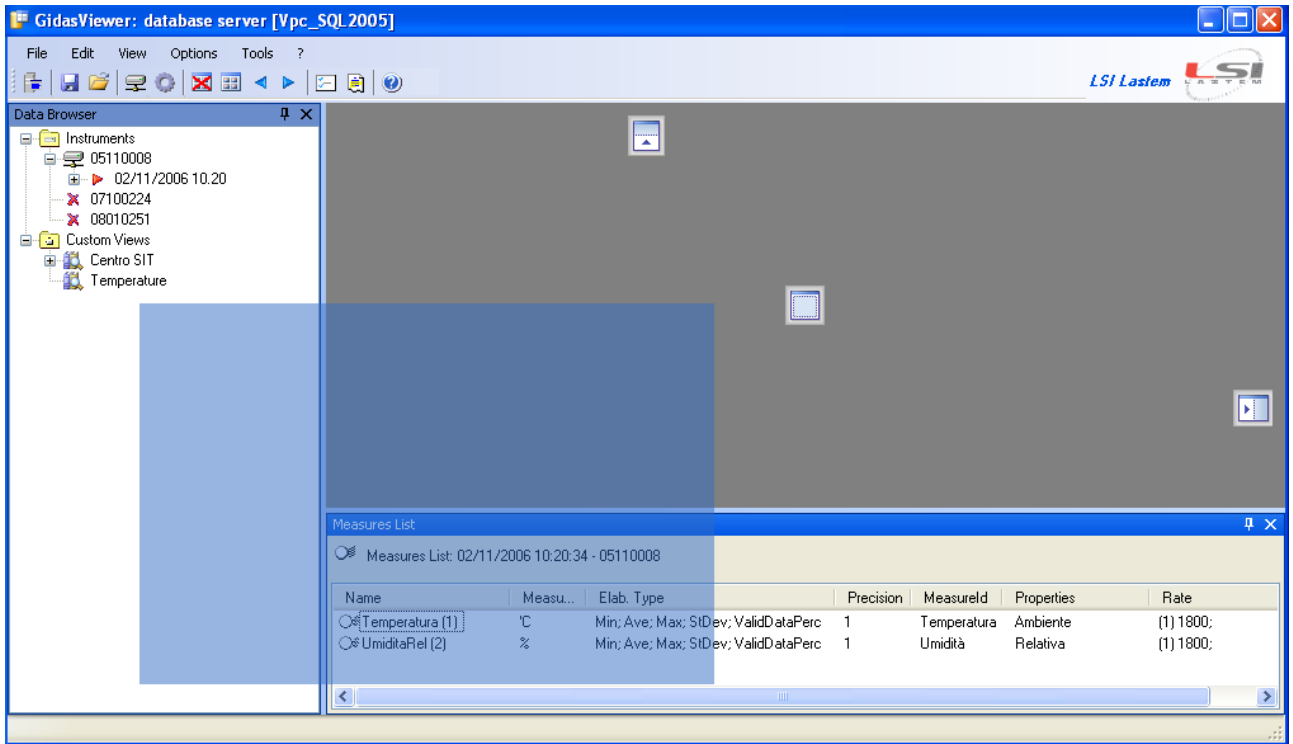 GidasViewer: database server [Vpc_SQL2005]
File Edit View Options Tools ?
LSI Lastem
LSI
LASTEM
Data Browser
Instruments
05110008
02/11/2006 10.20
07100224
08010251
Custom Views
Centro SIT
Temperature
Measures List
Measures List: 02/11/2006 10:20:34 - 05110008
Name Measu... Elab. Type Precision MeasureId Properties Rate
Temperatura (1) °C Min; Ave; Max; StDev; ValidDataPerc 1 Temperatura Ambiente (1) 1800;
UmiditaRel (2) % Min; Ave; Max; StDev; ValidDataPerc 1 Umidità Relativa (1) 1800;